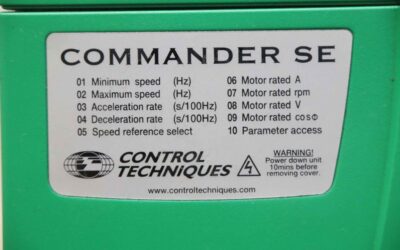 COMMANDER SE
01 Minimum speed (Hz)
02 Maximum speed (Hz)
03 Acceleration rate (s/100Hz)
04 Deceleration rate (s/100Hz)
05 Speed reference select
06 Motor rated A
07 Motor rated rpm
08 Motor rated V
09 Motor rated cosΦ
10 Parameter access
CONTROL
TECHNIQUES
www.controltechniques.com
WARNING!
Power down unit
10mins before
removing cover.